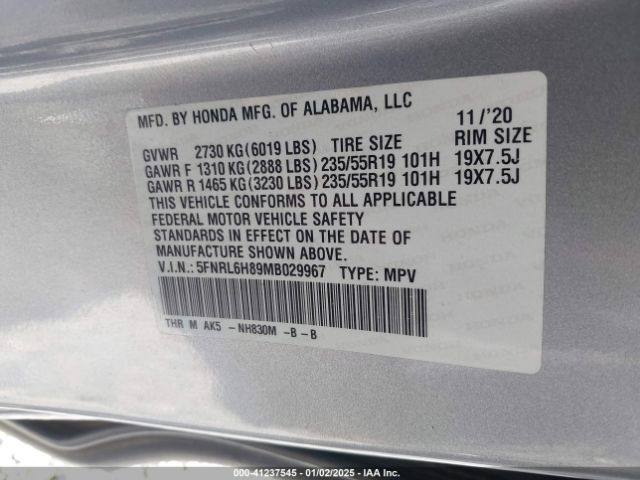 MFD. BY HONDA MFG. OF ALABAMA, LLC 11/'20
GVWR 2730 KG(6019 LBS) TIRE SIZE RIM SIZE
GAWR F 1310 KG(2888 LBS)235/55R19 101H 19X7.5J
GAWR R 1465 KG(3230 LBS)235/55R19 101H 19X7.5J
THIS VEHICLE CONFORMS TO ALL APPLICABLE
FEDERAL MOTOR VEHICLE SAFETY
STANDARDS IN EFFECT ON THE DATE OF
MANUFACTURE SHOWN ABOVE.
V.I.N.: 5FNRL6H89MB029967 TYPE: MPV
THR M AK5 -NH830M -B-B
000-41237545 - 01/02/2025 - IAA Inc.